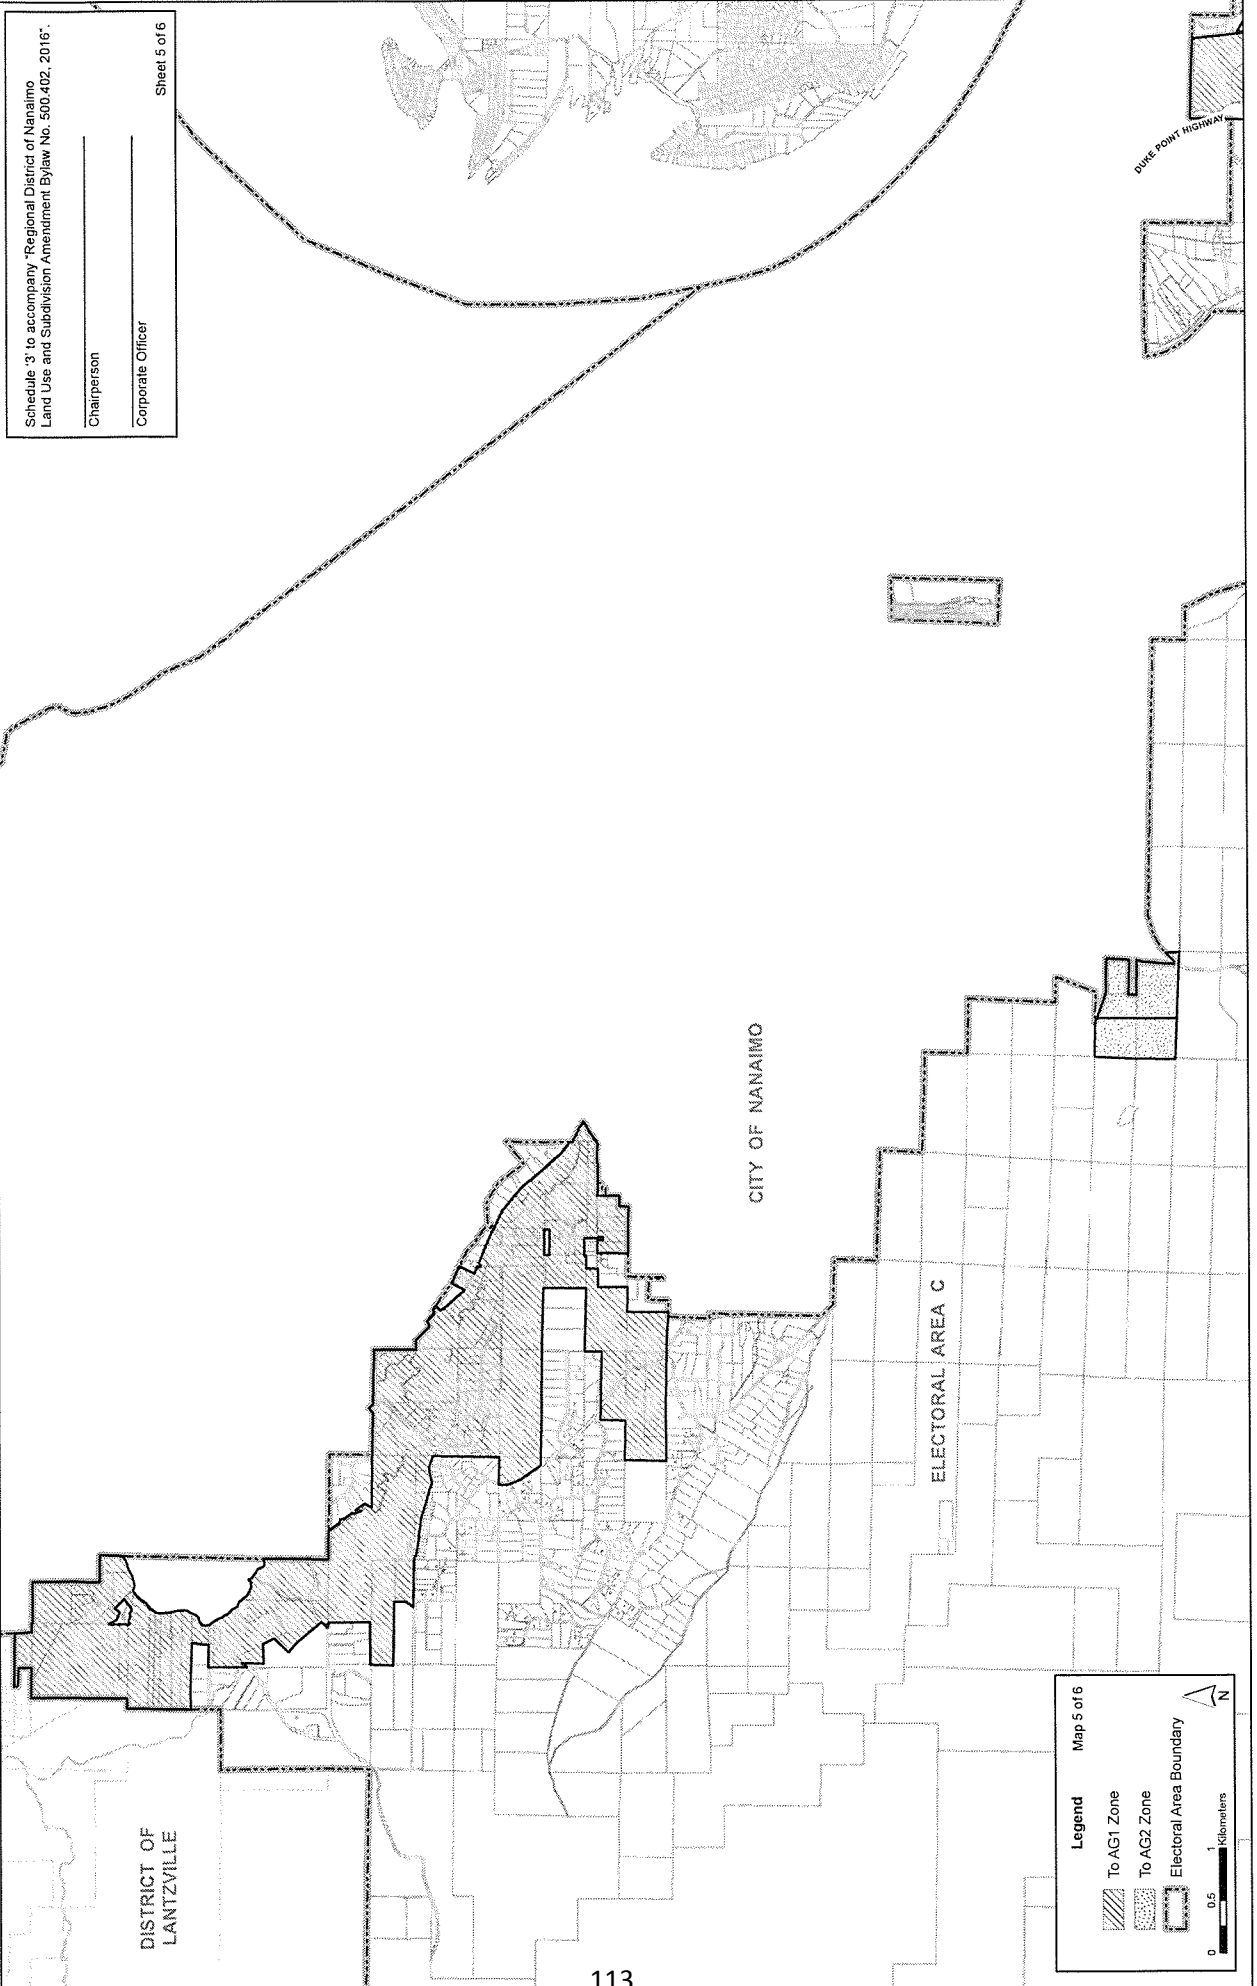 Schedule '3' to accompany "Regional District of Nanaimo
Land Use and Subdivision Amendment Bylaw No. 500.402, 2016".
Chairperson
Corporate Officer
Sheet 5 of 6
DUKE POINT HIGHWAY
CITY OF NANAIMO
ELECTORAL AREA C
DISTRICT OF
LANTZVILLE
Legend
Map 5 of 6
To AG1 Zone
To AG2 Zone
Electoral Area Boundary
0 0.5 1
Kilometers
N
113